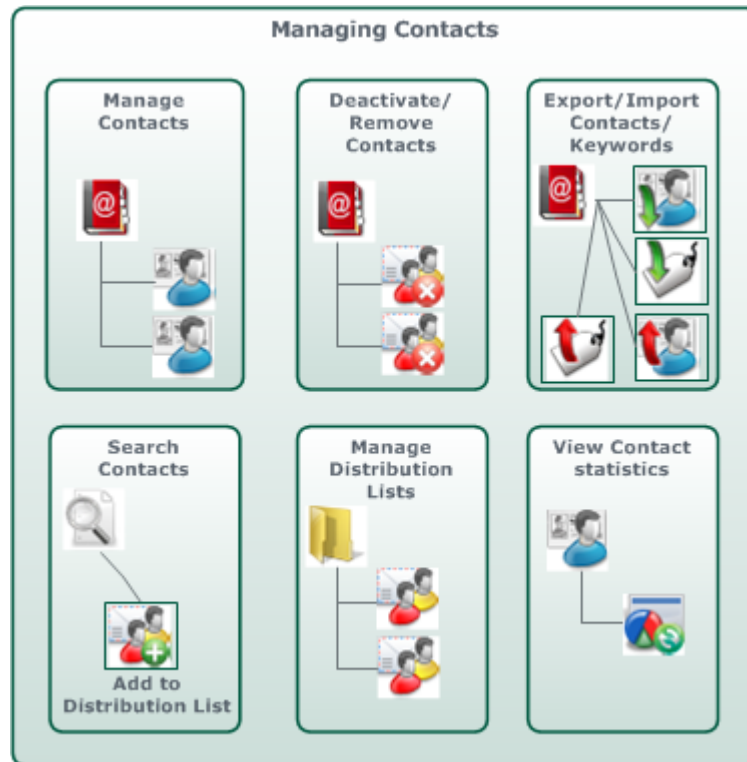 Managing Contacts
Manage
Contacts
Deactivate/
Remove
Contacts
Export/Import
Contacts/
Keywords
@
@
@
Search
Contacts
Add to
Distribution List
Manage
Distribution
Lists
View Contact
statistics